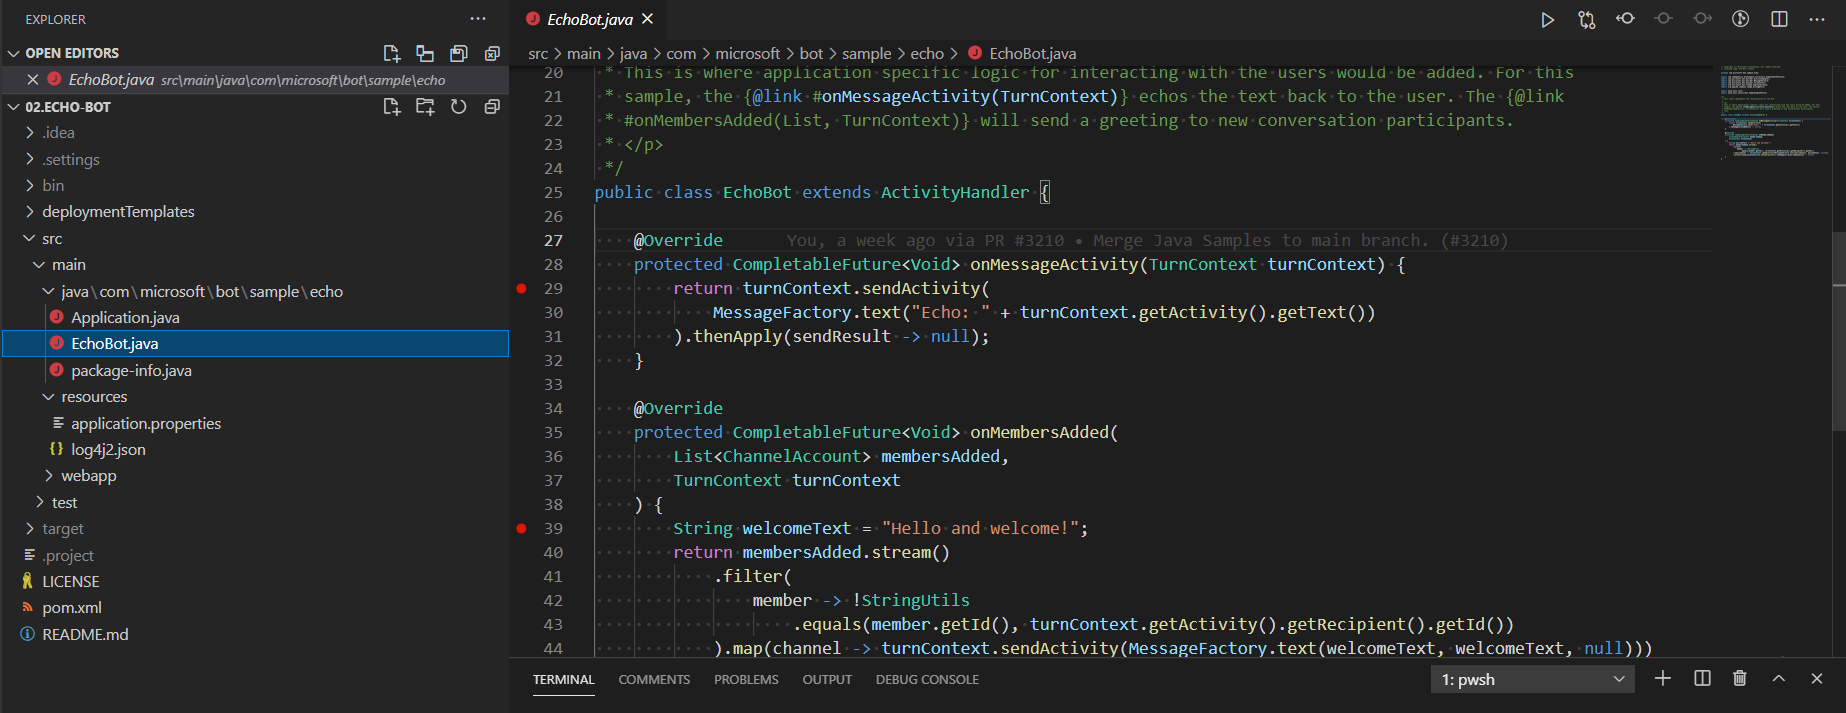 EXPLORER
OPEN EDITORS
EchoBot.java src\main\java\com\microsoft\bot\sample\echo
02.ECHO-BOT
.idea
.settings
bin
deploymentTemplates
src
main
java\com\microsoft\bot\sample\echo
Application.java
EchoBot.java
package-info.java
resources
application.properties
log4j2.json
webapp
test
target
.project
LICENSE
pom.xml
README.md
EchoBot.java
src > main > java > com > microsoft > bot > sample > echo > EchoBot.java
20 * This is where application specific logic for interacting with the users would be added. For this
21 * sample, the {@link #onMessageActivity(TurnContext)} echos the text back to the user. The {@link
22 * #onMembersAdded(List, TurnContext)} will send a greeting to new conversation participants.
23 * </p>
24 */
25 public class EchoBot extends ActivityHandler {
26
27 @Override You, a week ago via PR #3210 • Merge Java Samples to main branch. (#3210)
28 protected CompletableFuture<Void> onMessageActivity(TurnContext turnContext) {
29 return turnContext.sendActivity(
30 MessageFactory.text("Echo: " + turnContext.getActivity().getText())
31 ).thenApply(sendResult -> null);
32 }
33
34 @Override
35 protected CompletableFuture<Void> onMembersAdded(
36 List<ChannelAccount> membersAdded,
37 TurnContext turnContext
38 ) {
39 String welcomeText = "Hello and welcome!";
40 return membersAdded.stream()
41 .filter(
42 member -> !StringUtils
43 .equals(member.getId(), turnContext.getActivity().getRecipient().getId())
44 ).map(channel -> turnContext.sendActivity(MessageFactory.text(welcomeText, welcomeText, null)))
TERMINAL COMMENTS PROBLEMS OUTPUT DEBUG CONSOLE 1: pwsh